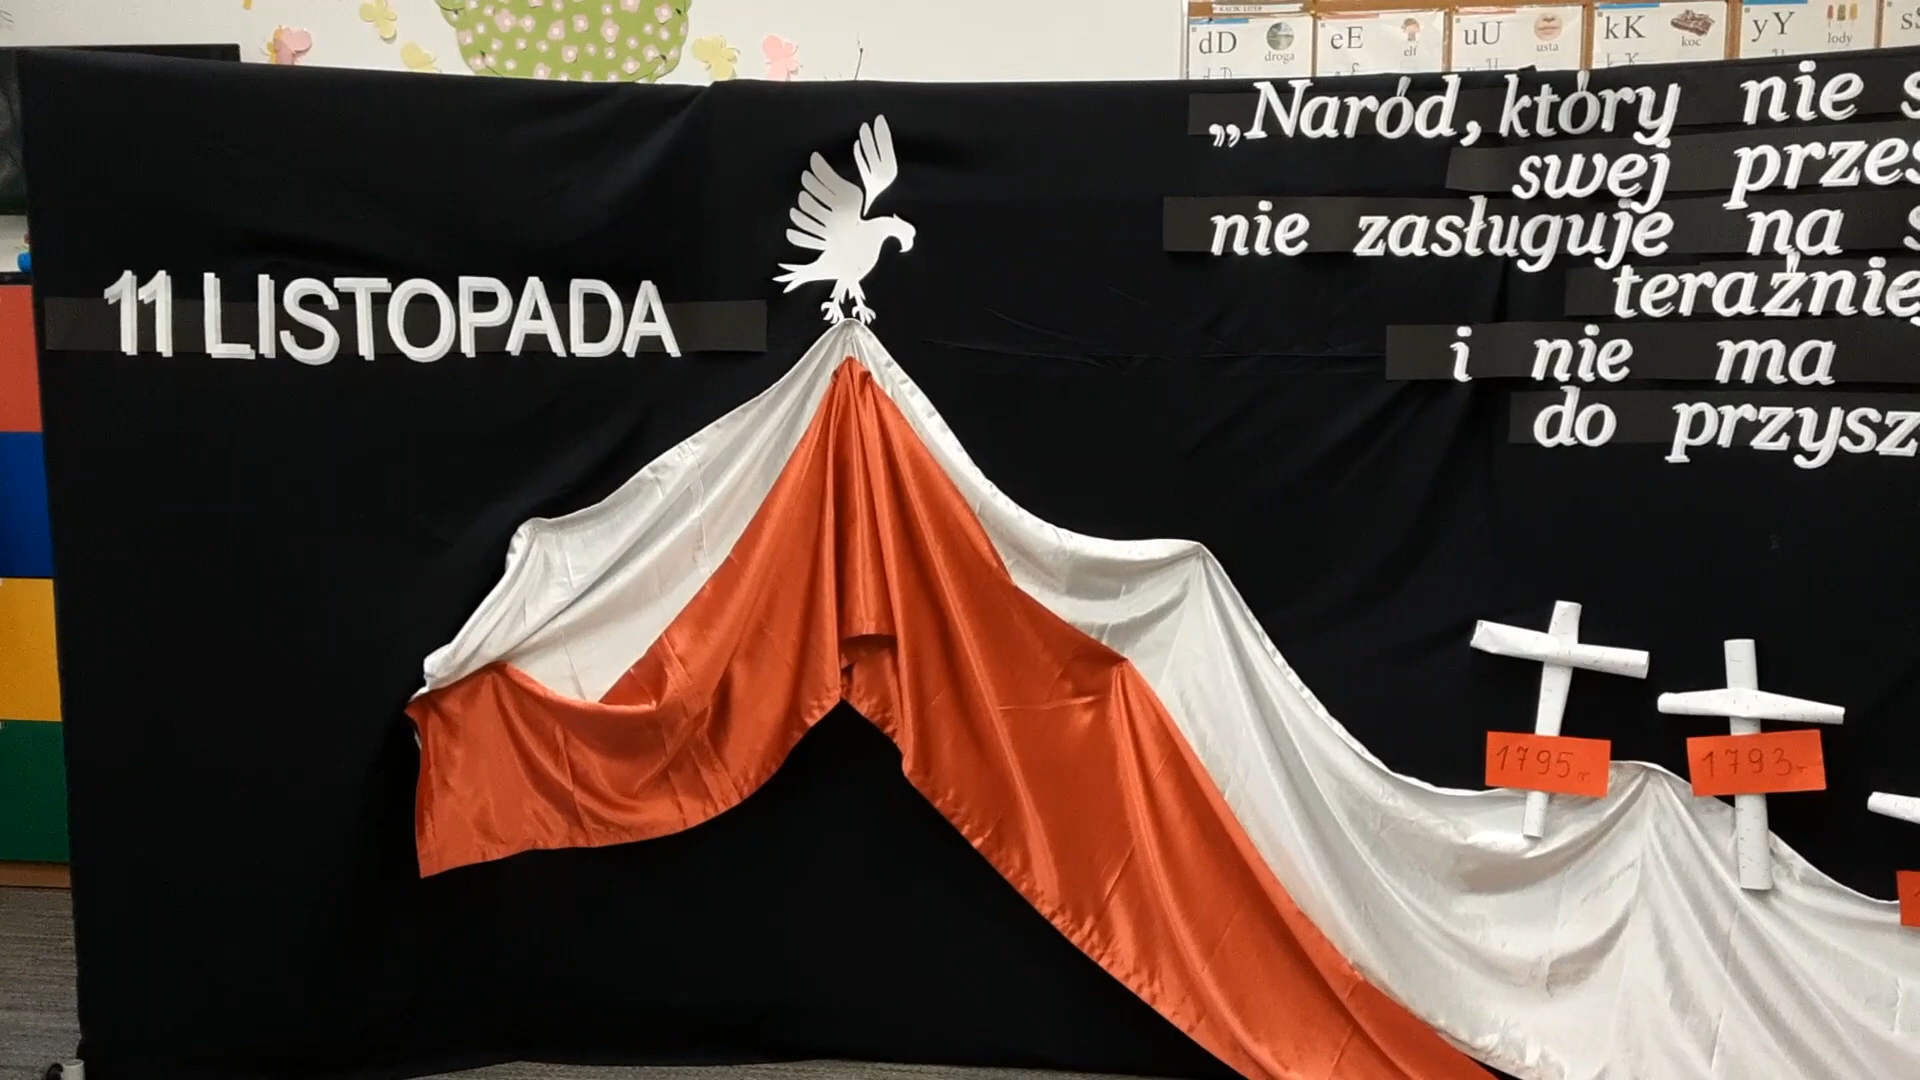 dD
droga
eE
elf
uU
usta
kK
koc
yY
lody
11 LISTOPADA
„Naród, który nie
swej
nie zasługuje na
i nie ma
do
1795 r
1793 r